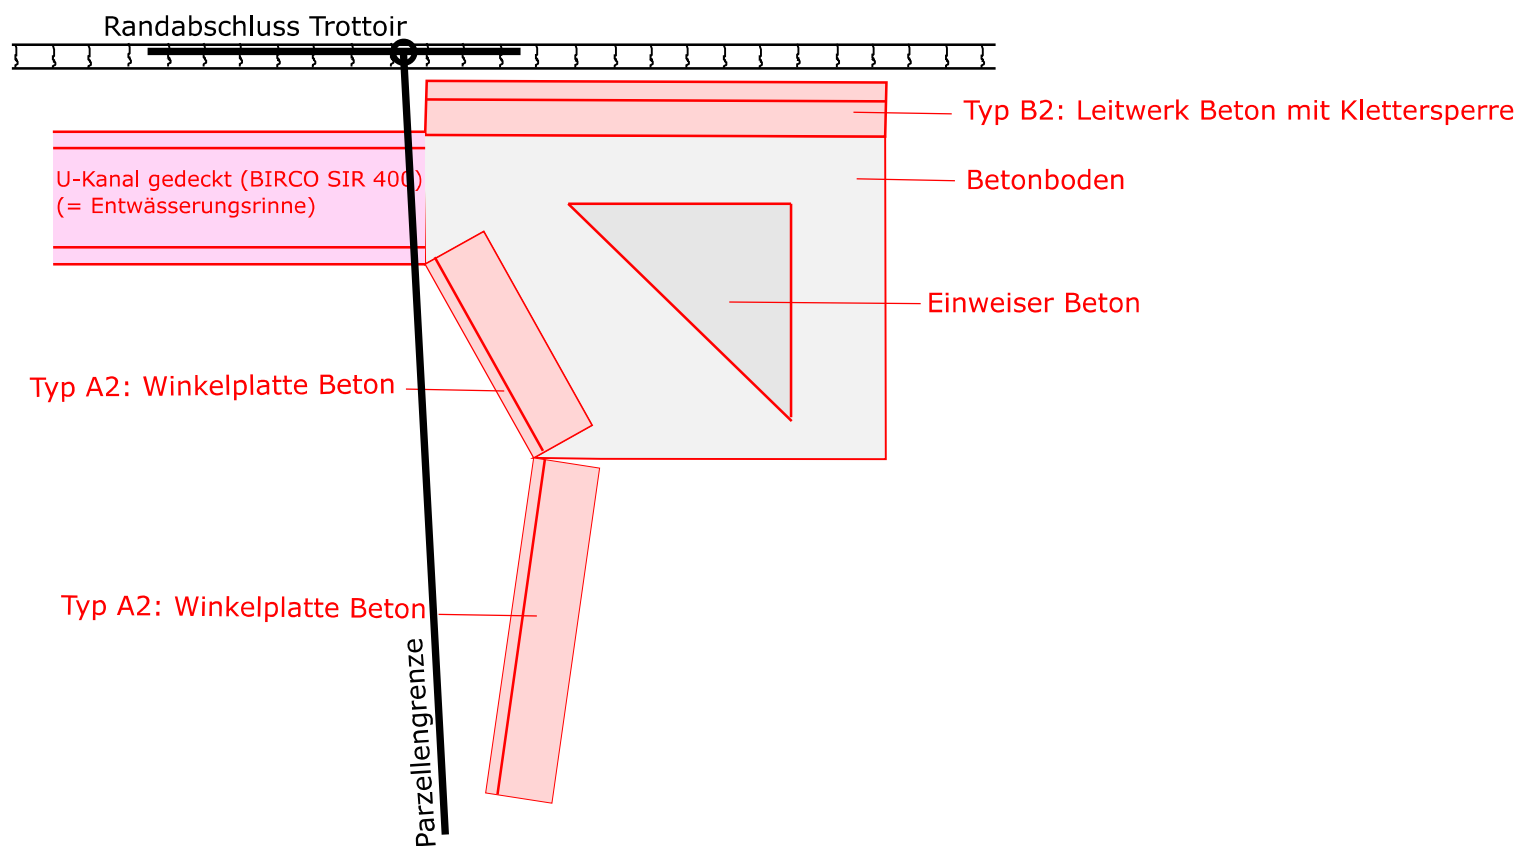 Randabschluss Trottoir
Typ B2: Leitwerk Beton mit Klettersperre
U-Kanal gedeckt (BIRCO SIR 400)
(= Entwässerungsrinne)
Betonboden
Einweiser Beton
Typ A2: Winkelplatte Beton
Typ A2: Winkelplatte Beton
Parzellengrenze